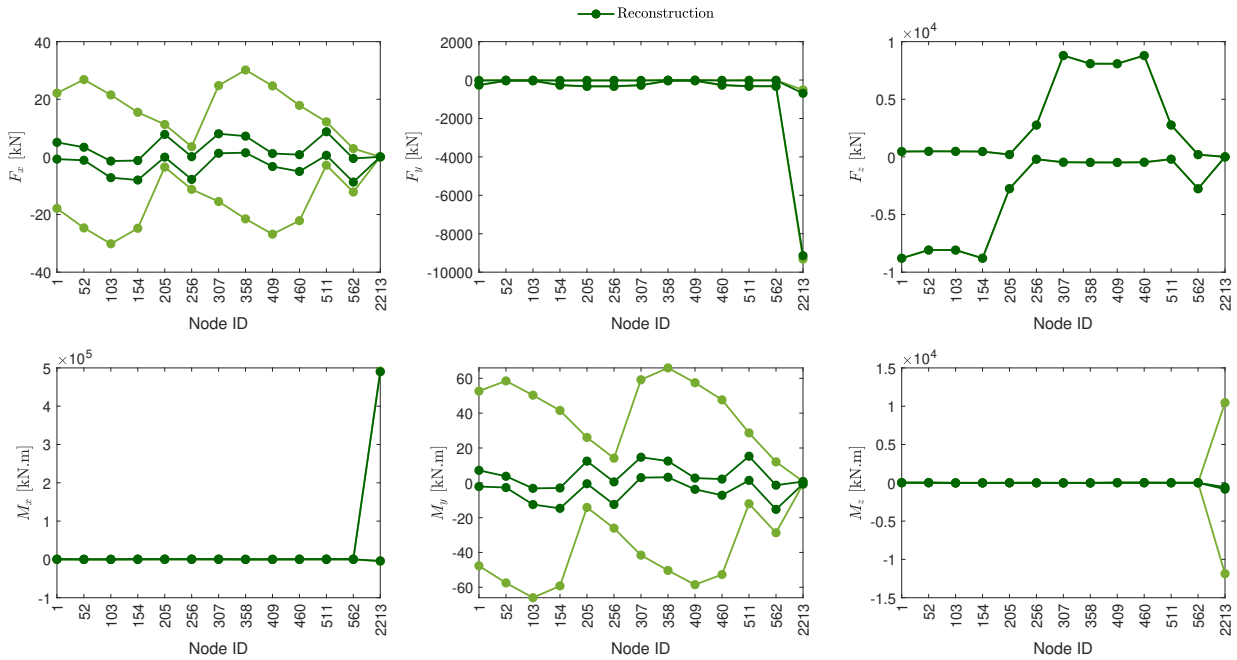 Reconstruction
40
20
0
-20
-40
F_x [kN]
1 52 103 154 205 256 307 358 409 460 511 562 2213
Node ID
2000
0
-2000
-4000
-6000
-8000
-10000
F_y [kN]
1 52 103 154 205 256 307 358 409 460 511 562 2213
Node ID
×10^4
1
0.5
0
-0.5
-1
F_z [kN]
1 52 103 154 205 256 307 358 409 460 511 562 2213
Node ID
×10^5
5
4
3
2
1
0
-1
M_x [kN.m]
1 52 103 154 205 256 307 358 409 460 511 562 2213
Node ID
60
40
20
0
-20
-40
-60
M_y [kN.m]
1 52 103 154 205 256 307 358 409 460 511 562 2213
Node ID
×10^4
1.5
1
0.5
0
-0.5
-1
-1.5
M_z [kN.m]
1 52 103 154 205 256 307 358 409 460 511 562 2213
Node ID